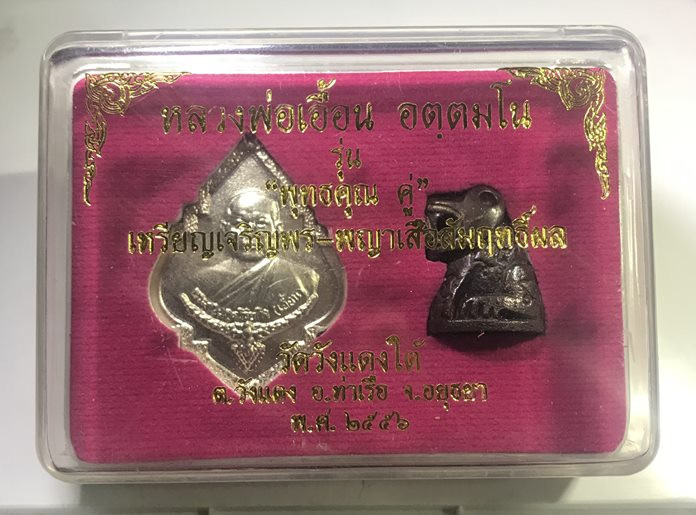 หลวงพ่อเอื้อน อตฺตมโน
รุ่น
"พุทธคุณ คู่"
เหรียญเจริญพร-พญาเสือสัมฤทธิ์ผล
วัดวังแดงใต้
ต.วังแดง อ.ท่าเรือ จ.อยุธยา
พ.ศ. ๒๕๕๖